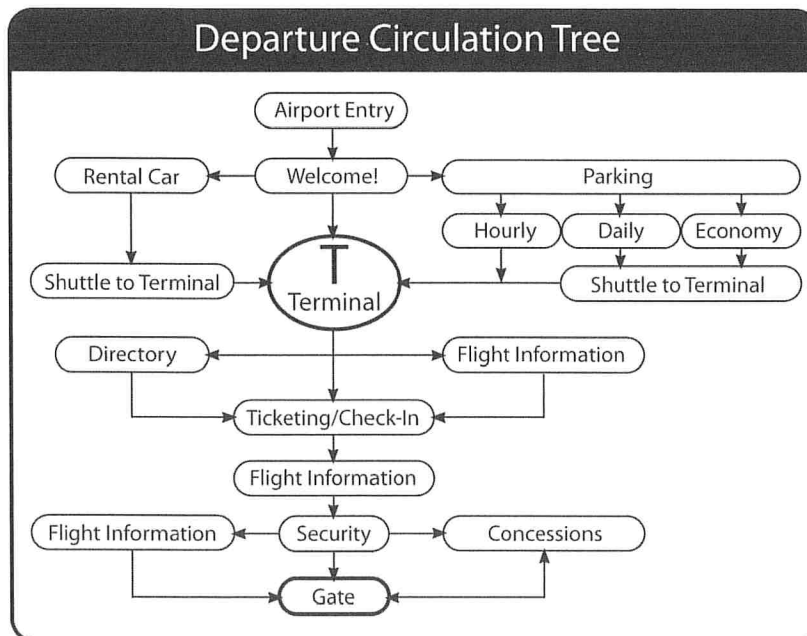 Departure Circulation Tree
Airport Entry
Rental Car
Welcome!
Parking
Hourly
Daily
Economy
T
Terminal
Shuttle to Terminal
Shuttle to Terminal
Directory
Flight Information
Ticketing/Check-In
Flight Information
Flight Information
Security
Concessions
Gate